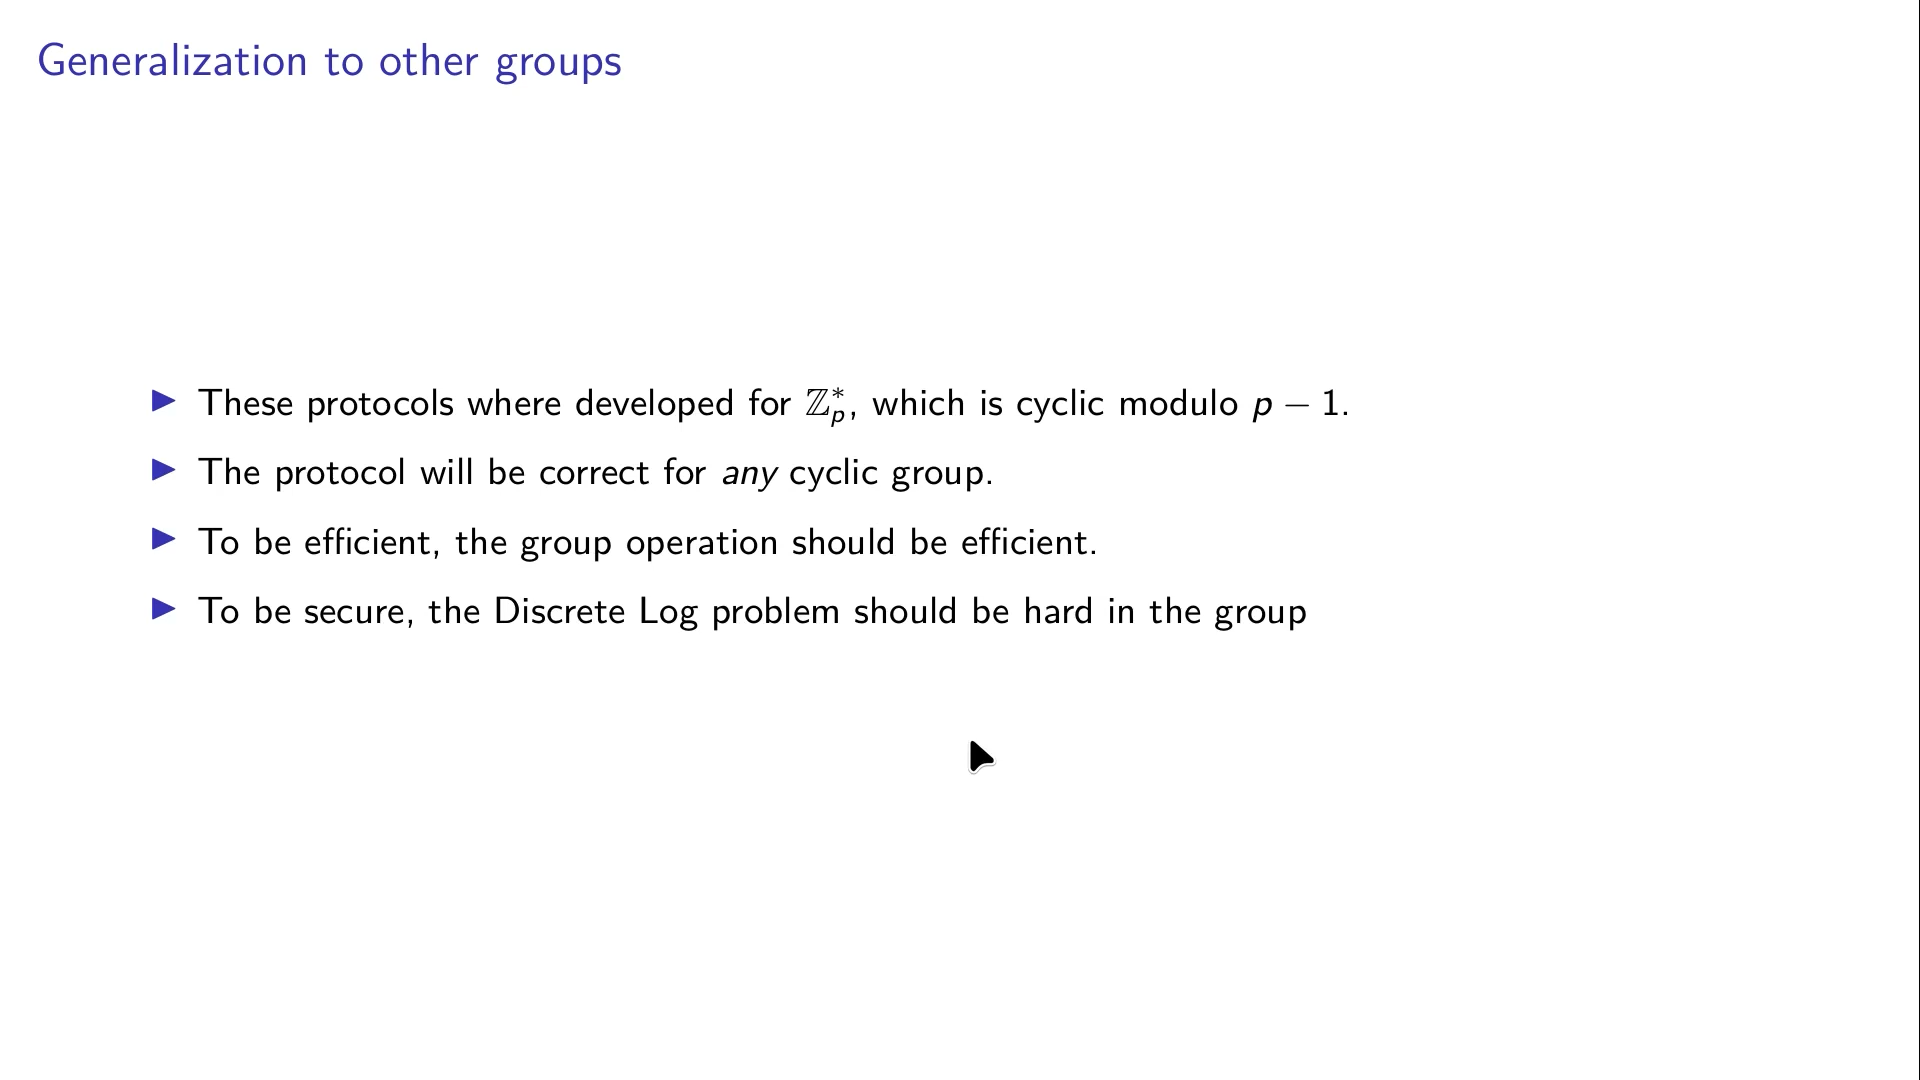 Generalization to other groups
▶ These protocols where developed for ℤ*ₚ, which is cyclic modulo p − 1.
▶ The protocol will be correct for any cyclic group.
▶ To be efficient, the group operation should be efficient.
▶ To be secure, the Discrete Log problem should be hard in the group